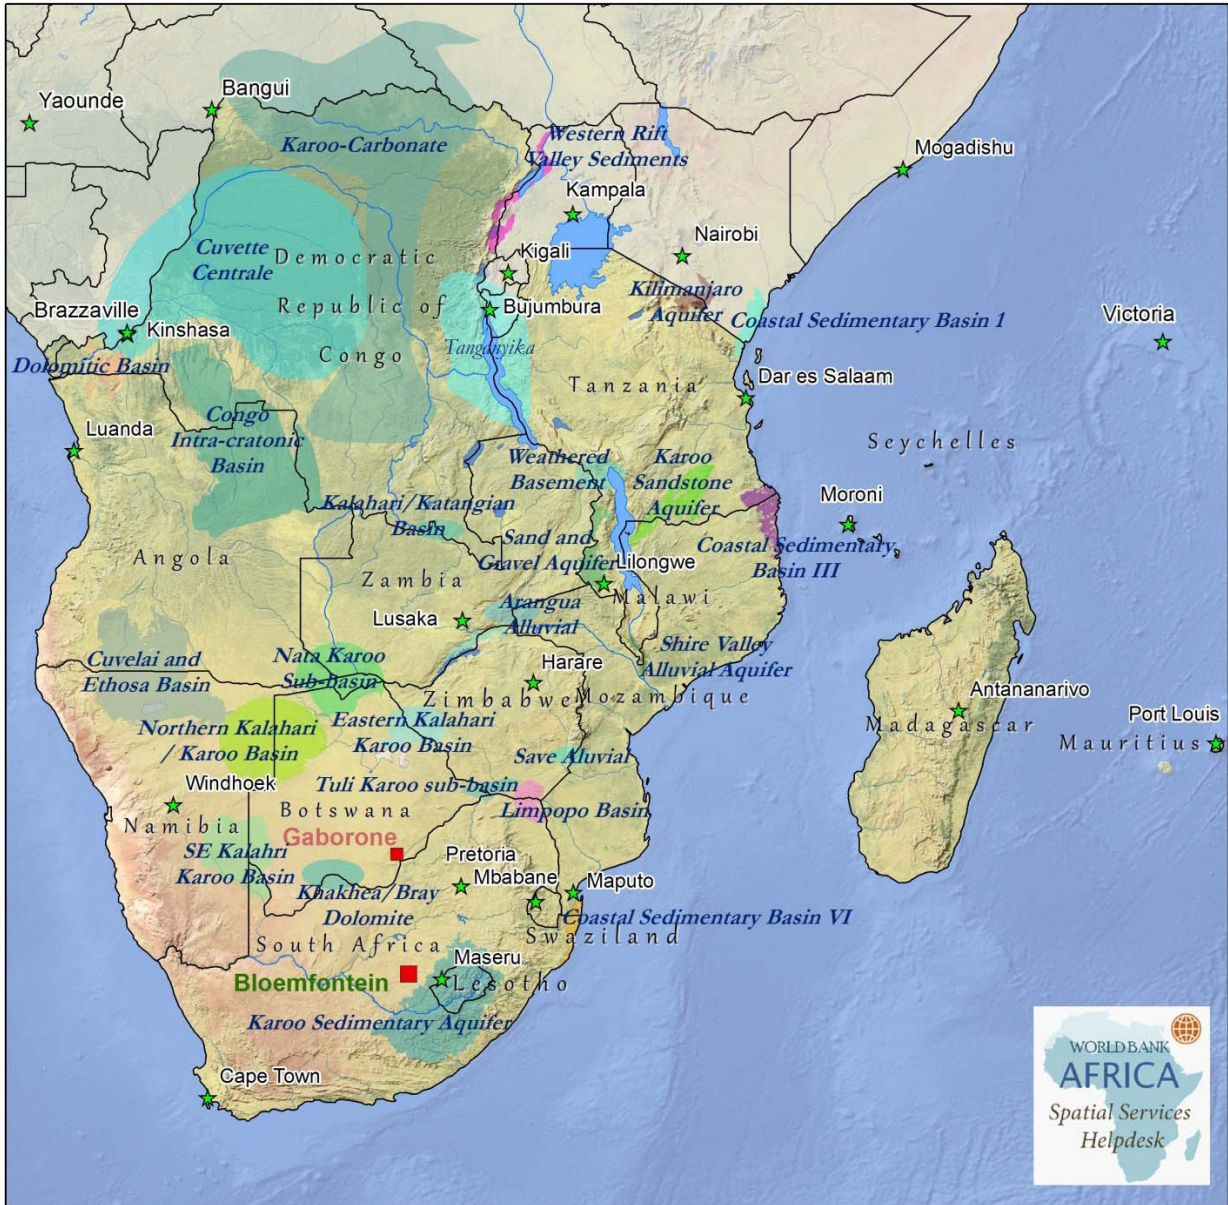 Bangui
Yaounde
Karoo-Carbonate
Western Rift
Valley Sediments
Mogadishu
Kampala
Nairobi
Cuvette
Centrale
Democratic
Kigali
Kilimanjaro
Aquifer
Republic of
Bujumbura
Brazzaville
Kinshasa
Coastal Sedimentary Basin 1
Victoria
Congo
Tanganyika
Dolomitic Basin
Tanzania
Dar es Salaam
Luanda
Congo
Intra-cratonic
Basin
Seychelles
Weathered
Basement
Karoo
Sandstone
Aquifer
Moroni
Kalahari/Katangian
Basin
Angola
Sand and
Gravel Aquifer
Coastal Sedimentary
Basin III
Zambia
Lilongwe
Malawi
Lusaka
Arangua
Alluvial
Cuvelai and
Ethosa Basin
Nata Karoo
Sub-basin
Harare
Shire Valley
Alluvial Aquifer
Zimbabwe
Mozambique
Antananarivo
Madagascar
Port Louis
Mauritius
Northern Kalahari
/ Karoo Basin
Eastern Kalahari
Karoo Basin
Save Aluvial
Windhoek
Tuli Karoo sub-basin
Botswana
Limpopo Basin
Namibia
Gaborone
SE Kalahri
Karoo Basin
Pretoria
Mbabane
Maputo
Khakhea/Bray
Dolomite
Coastal Sedimentary Basin VI
South Africa
Swaziland
Maseru
Bloemfontein
Lesotho
Karoo Sedimentary Aquifer
Cape Town
WORLD BANK
AFRICA
Spatial Services
Helpdesk